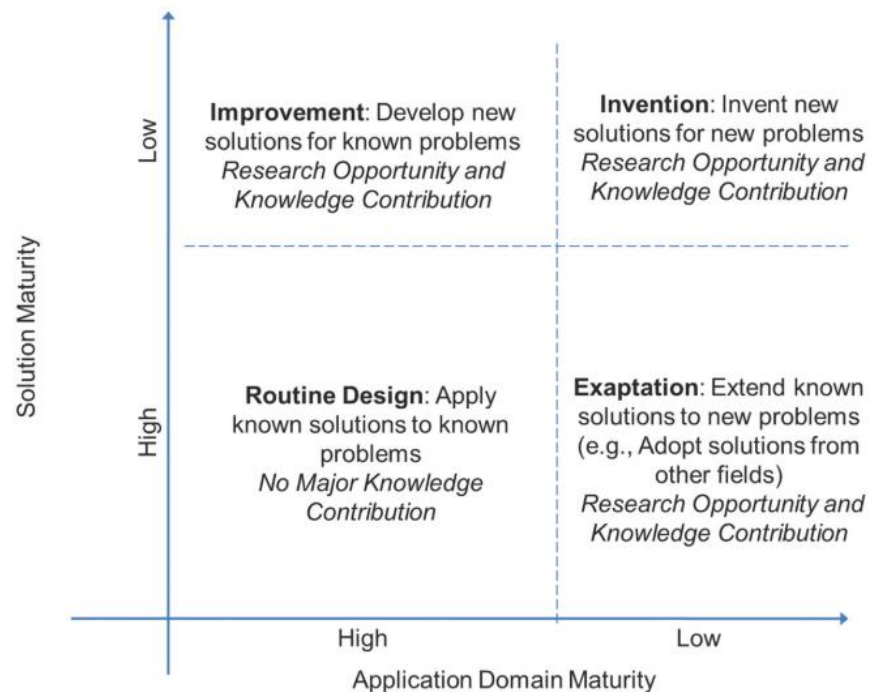 Improvement: Develop new
solutions for known problems
Research Opportunity and
Knowledge Contribution
Invention: Invent new
solutions for new problems
Research Opportunity and
Knowledge Contribution
Low
Solution Maturity
High
Routine Design: Apply
known solutions to known
problems
No Major Knowledge
Contribution
Exaptation: Extend known
solutions to new problems
(e.g., Adopt solutions from
other fields)
Research Opportunity and
Knowledge Contribution
High
Low
Application Domain Maturity